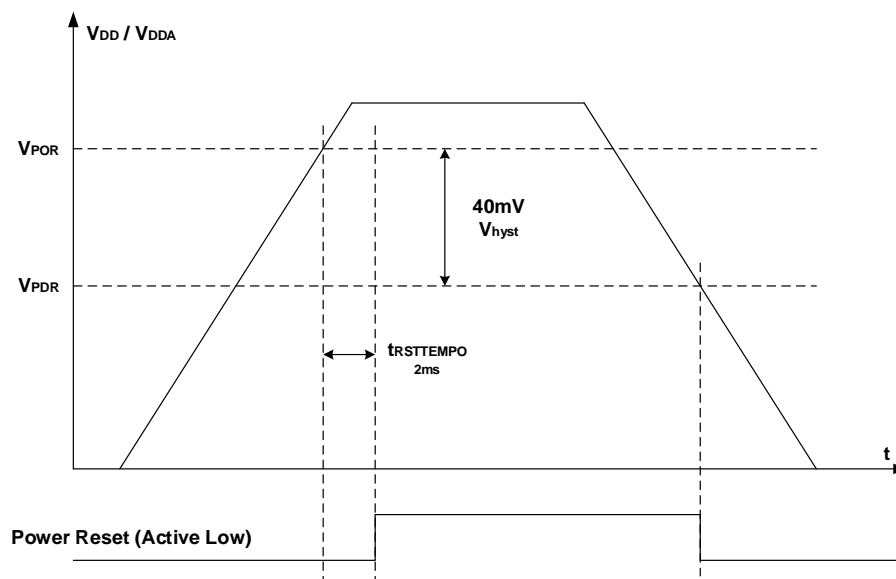 VDD / VDDA
VPOR
40mV
Vhyst
VPDR
tRSTTEMPO
2ms
t
Power Reset (Active Low)